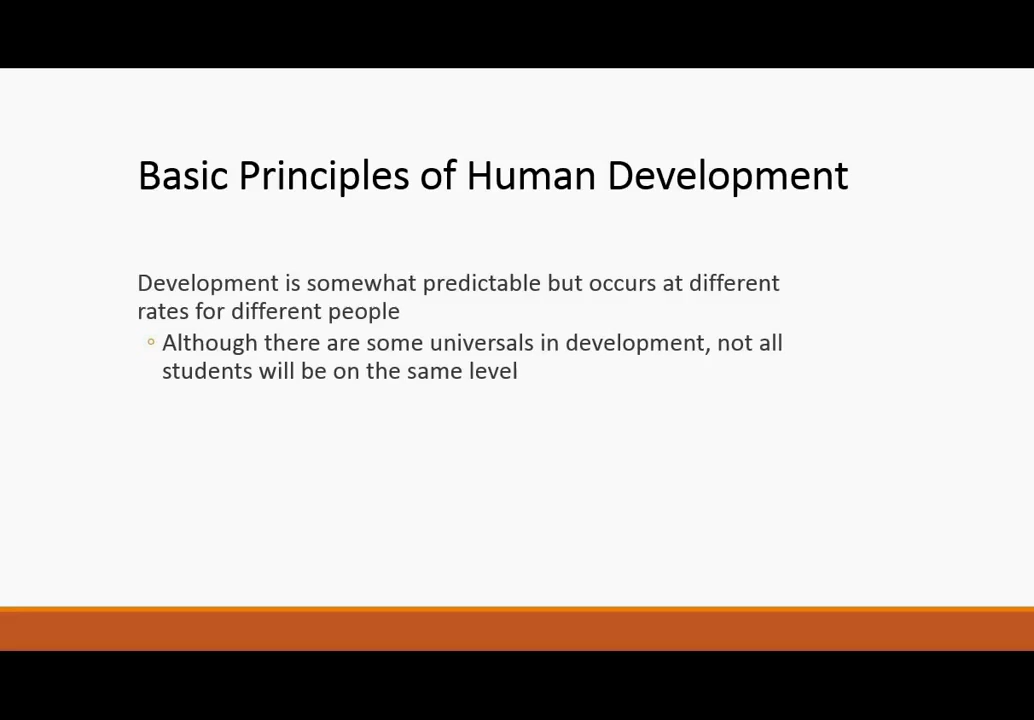 Basic Principles of Human Development
Development is somewhat predictable but occurs at different
rates for different people
Although there are some universals in development, not all
students will be on the same level